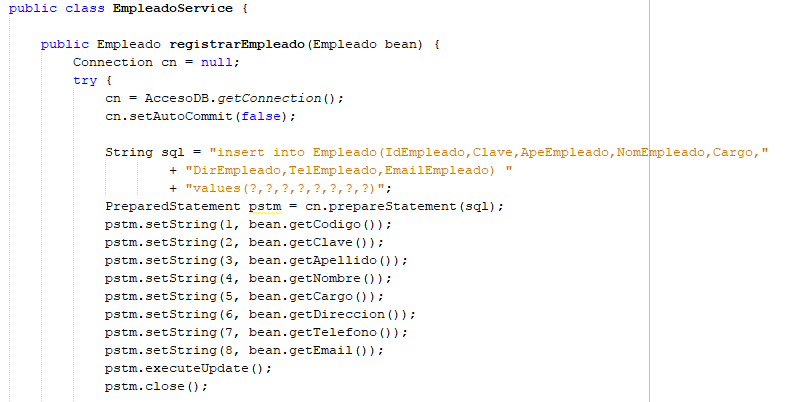 public class EmpleadoService {
public Empleado registrarEmpleado(Empleado bean) {
Connection cn = null;
try {
cn = AccesoDB.getConnection();
cn.setAutoCommit(false);
String sql = "insert into Empleado(IdEmpleado,Clave,ApeEmpleado,NomEmpleado,Cargo,"
+ "DirEmpleado,TelEmpleado,EmailEmpleado) "
+ "values(?,?,?,?,?,?,?,?)";
PreparedStatement pstm = cn.prepareStatement(sql);
pstm.setString(1, bean.getCodigo());
pstm.setString(2, bean.getClave());
pstm.setString(3, bean.getApellido());
pstm.setString(4, bean.getNombre());
pstm.setString(5, bean.getCargo());
pstm.setString(6, bean.getDireccion());
pstm.setString(7, bean.getTelefono());
pstm.setString(8, bean.getEmail());
pstm.executeUpdate();
pstm.close();